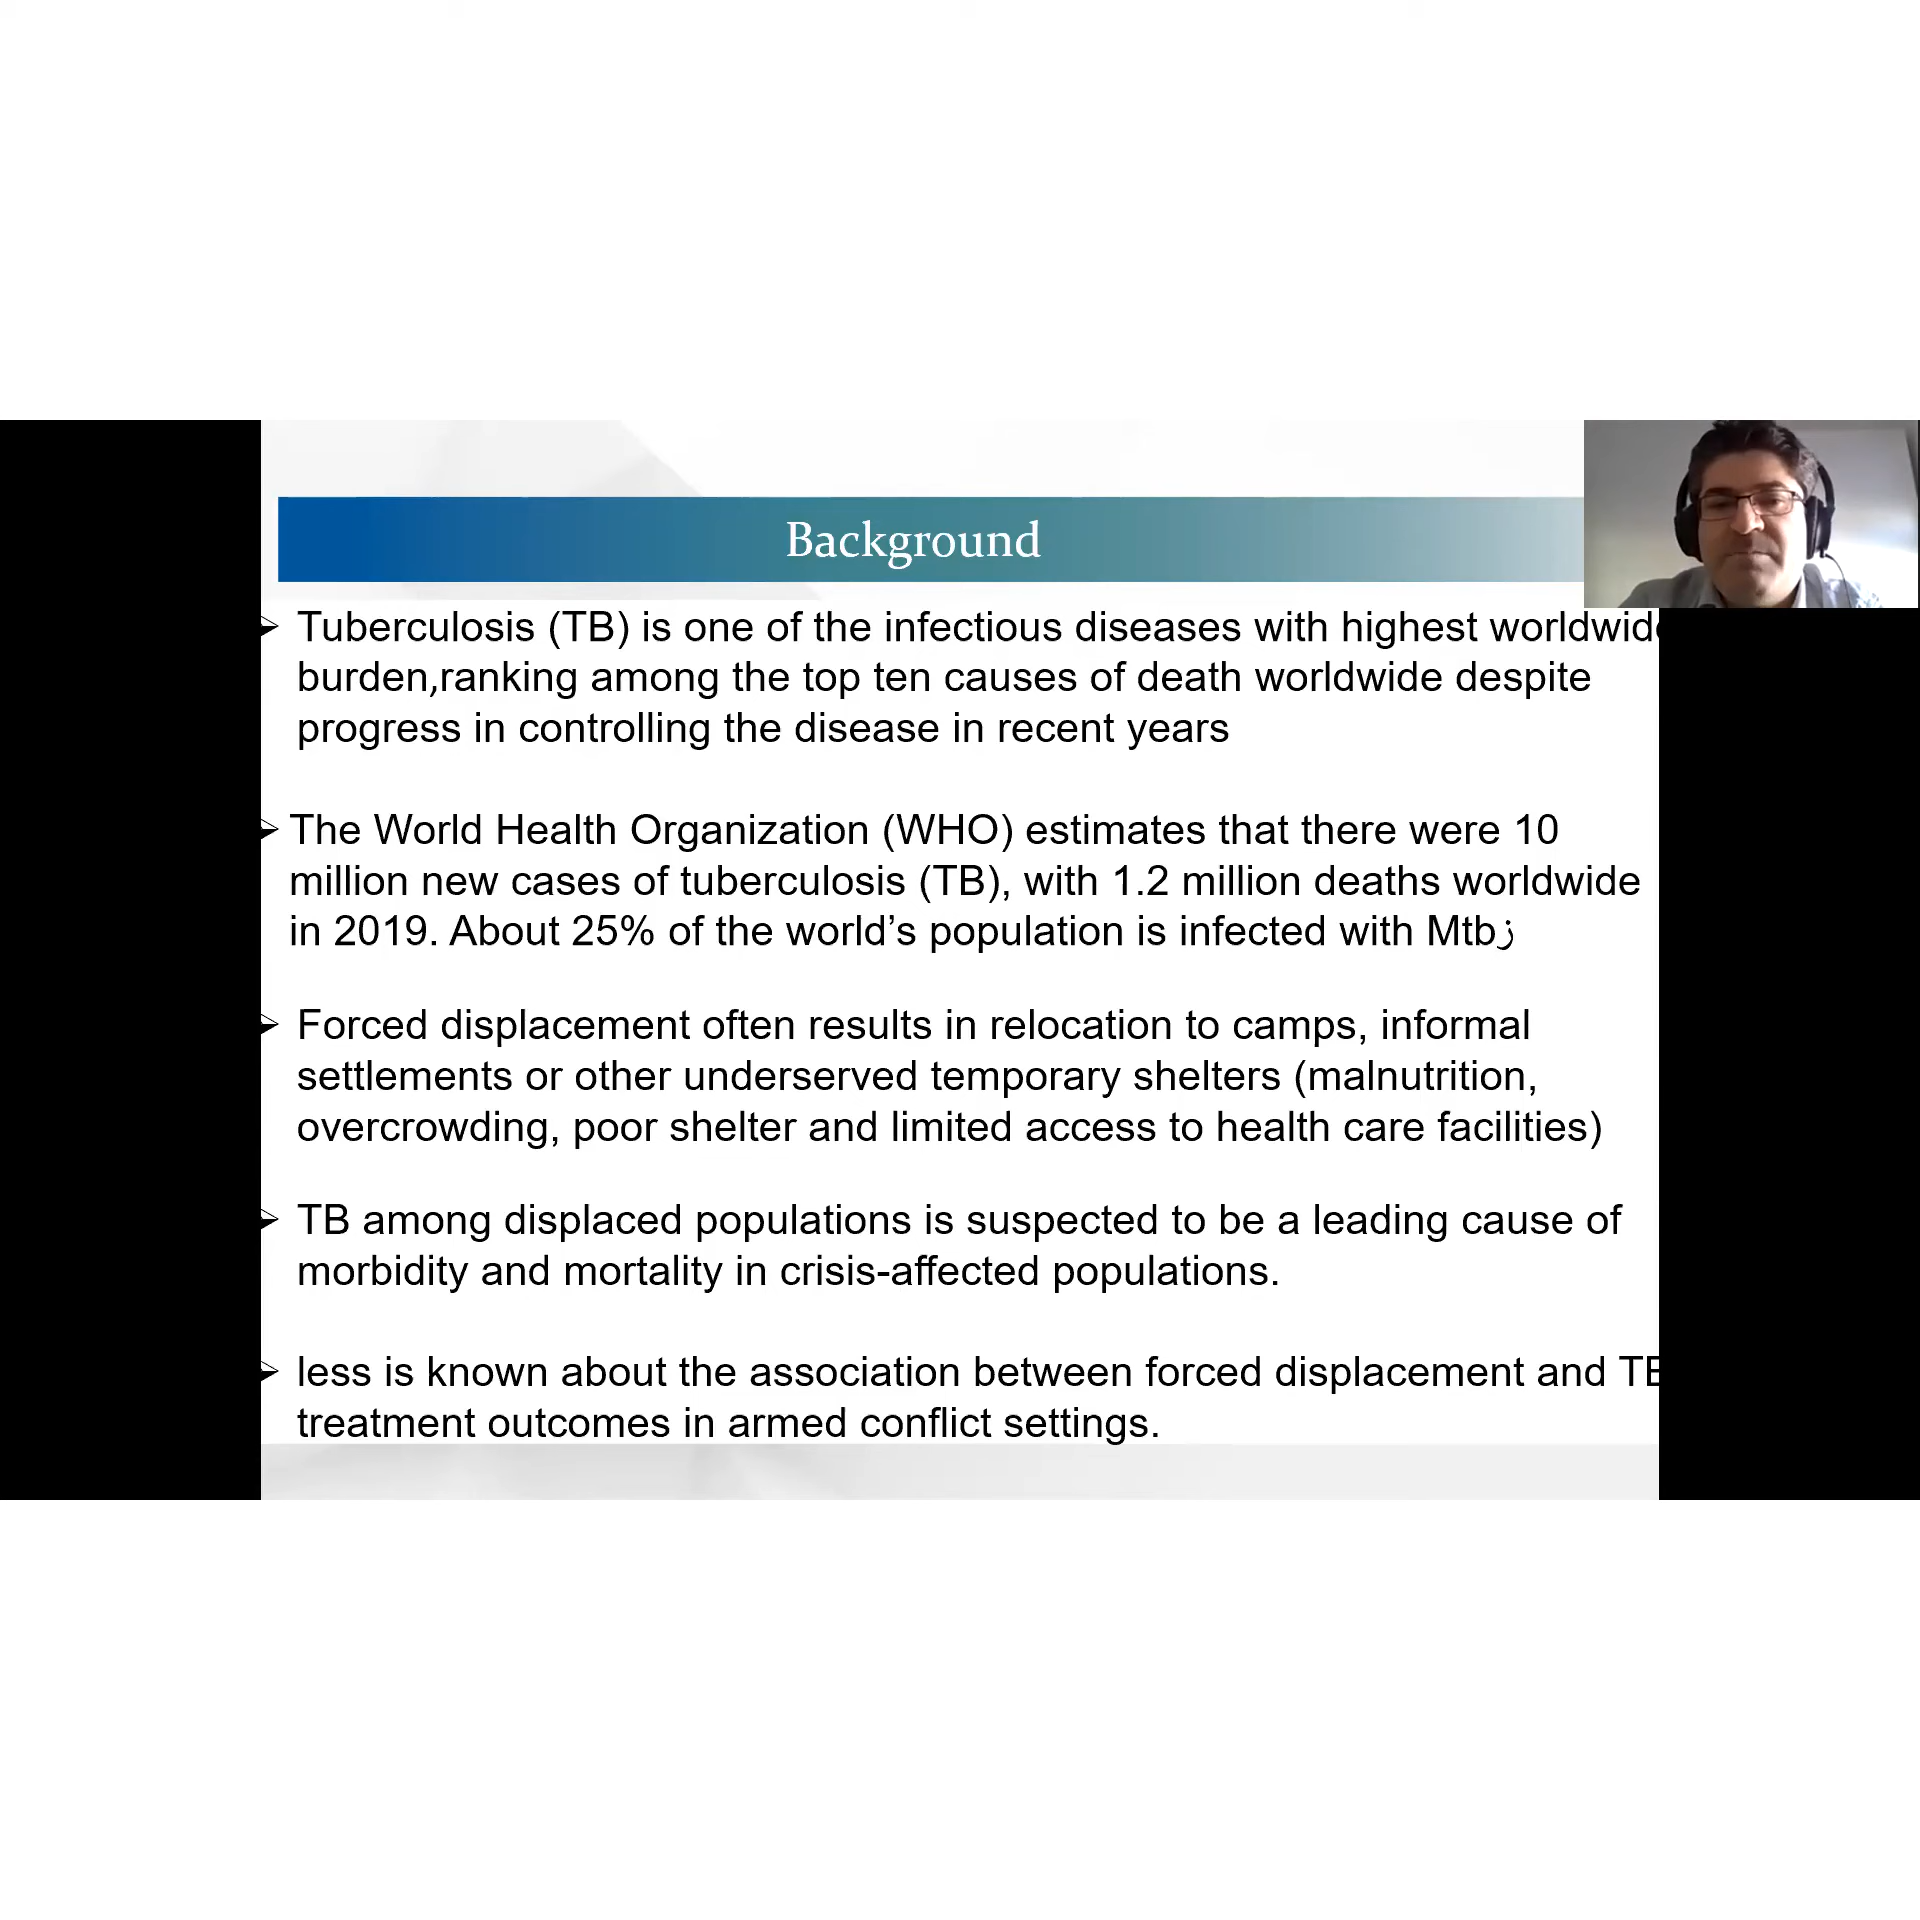 Background
Tuberculosis (TB) is one of the infectious diseases with highest worldwide
burden,ranking among the top ten causes of death worldwide despite
progress in controlling the disease in recent years
The World Health Organization (WHO) estimates that there were 10
million new cases of tuberculosis (TB), with 1.2 million deaths worldwide
in 2019. About 25% of the world’s population is infected with Mtbز
Forced displacement often results in relocation to camps, informal
settlements or other underserved temporary shelters (malnutrition,
overcrowding, poor shelter and limited access to health care facilities)
TB among displaced populations is suspected to be a leading cause of
morbidity and mortality in crisis-affected populations.
less is known about the association between forced displacement and TB
treatment outcomes in armed conflict settings.